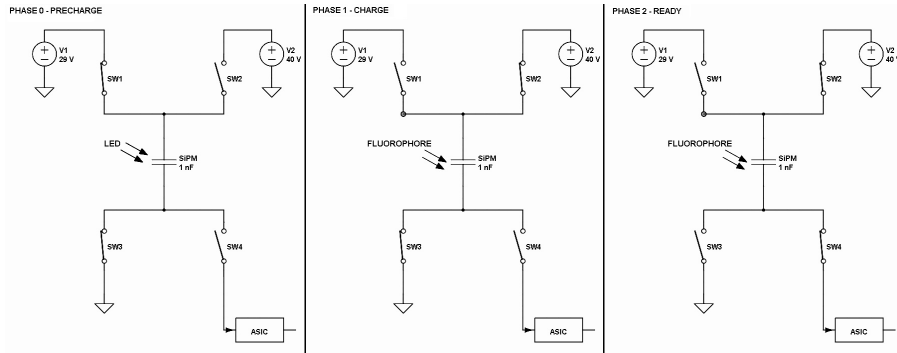 PHASE 0 - PRECHARGE
V1
29 V
SW1
SW2
V2
40 V
LED
SiPM
1 nF
SW3
SW4
ASIC
PHASE 1 - CHARGE
V1
29 V
SW1
SW2
V2
40 V
FLUOROPHORE
SiPM
1 nF
SW3
SW4
ASIC
PHASE 2 - READY
V1
29 V
SW1
SW2
V2
40 V
FLUOROPHORE
SiPM
1 nF
SW3
SW4
ASIC